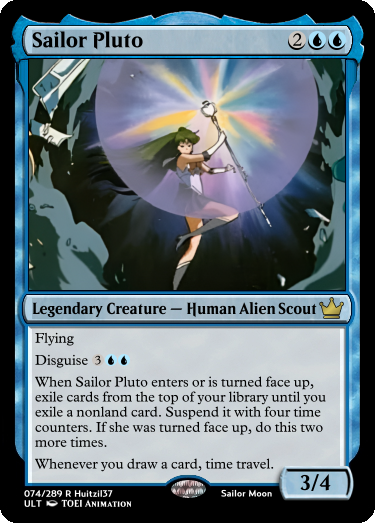 Sailor Pluto 2
Legendary Creature — Human Alien Scout
Flying
Disguise 3
When Sailor Pluto enters or is turned face up,
exile cards from the top of your library until you
exile a nonland card. Suspend it with four time
counters. If she was turned face up, do this two
more times.
Whenever you draw a card, time travel.
3/4
074/289 R Huitzil37
Sailor Moon
ULT TOEI Animation